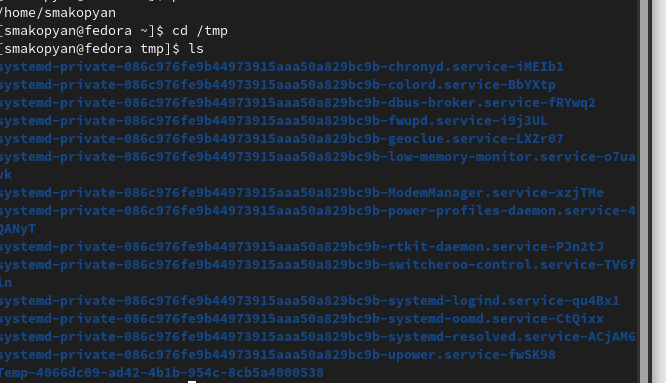 /home/smakopyan
[smakopyan@fedora ~]$ cd /tmp
[smakopyan@fedora tmp]$ ls
systemd-private-086c976fe9b44973915aaa50a829bc9b-chronyd.service-iMEIb1
systemd-private-086c976fe9b44973915aaa50a829bc9b-colord.service-BbYXtp
systemd-private-086c976fe9b44973915aaa50a829bc9b-dbus-broker.service-fRYwq2
systemd-private-086c976fe9b44973915aaa50a829bc9b-fwupd.service-i9j3UL
systemd-private-086c976fe9b44973915aaa50a829bc9b-geoclue.service-LXZr07
systemd-private-086c976fe9b44973915aaa50a829bc9b-low-memory-monitor.service-o7ua
vk
systemd-private-086c976fe9b44973915aaa50a829bc9b-ModemManager.service-xzjTMe
systemd-private-086c976fe9b44973915aaa50a829bc9b-power-profiles-daemon.service-4
QANyT
systemd-private-086c976fe9b44973915aaa50a829bc9b-rtkit-daemon.service-PJn2tJ
systemd-private-086c976fe9b44973915aaa50a829bc9b-switcheroo-control.service-TV6f
ln
systemd-private-086c976fe9b44973915aaa50a829bc9b-systemd-logind.service-qu4Bx1
systemd-private-086c976fe9b44973915aaa50a829bc9b-systemd-oomd.service-CtQixx
systemd-private-086c976fe9b44973915aaa50a829bc9b-systemd-resolved.service-ACjAM6
systemd-private-086c976fe9b44973915aaa50a829bc9b-upower.service-fwSK98
Temp-4066dc09-ad42-4b1b-954c-8cb5a4000538